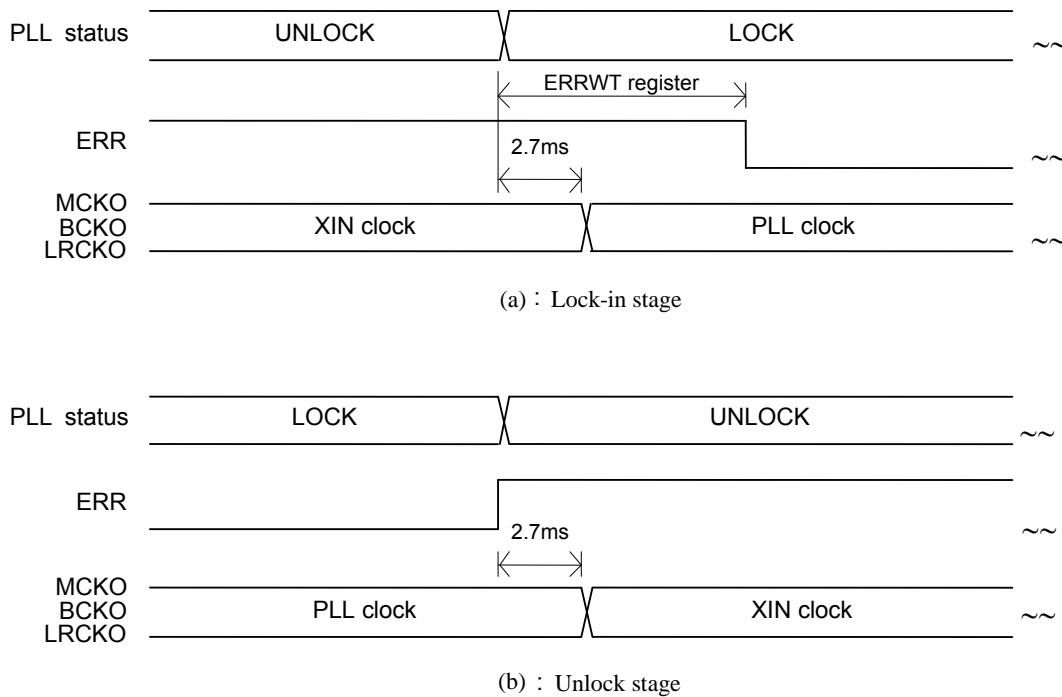 PLL status
UNLOCK
LOCK
~~
ERRWT register
ERR
2.7ms
~~
MCKO
BCKO
LRCKO
XIN clock
PLL clock
~~
(a)：Lock-in stage
PLL status
LOCK
UNLOCK
~~
ERR
2.7ms
~~
MCKO
BCKO
LRCKO
PLL clock
XIN clock
~~
(b)：Unlock stage